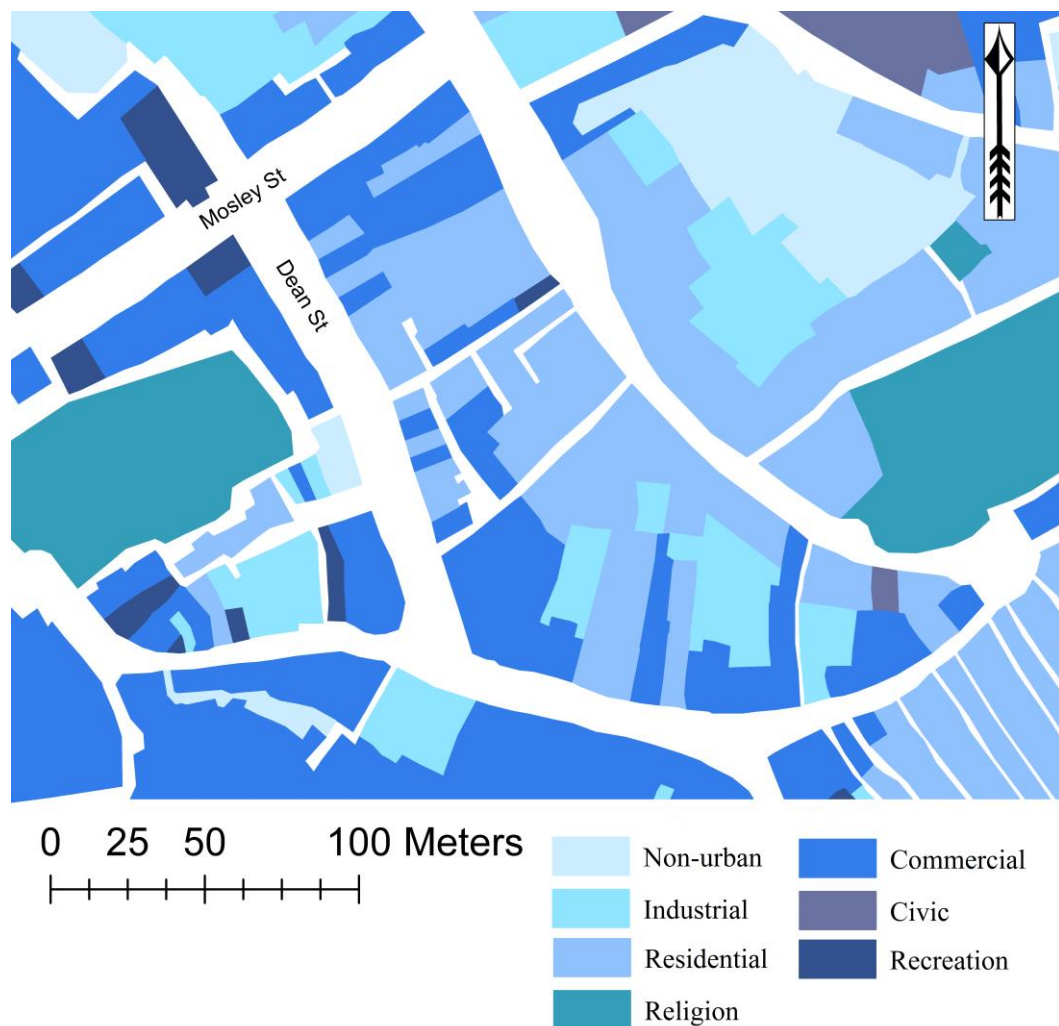 Mosley St
Dean St
0 25 50 100 Meters
Non-urban
Commercial
Industrial
Civic
Residential
Recreation
Religion